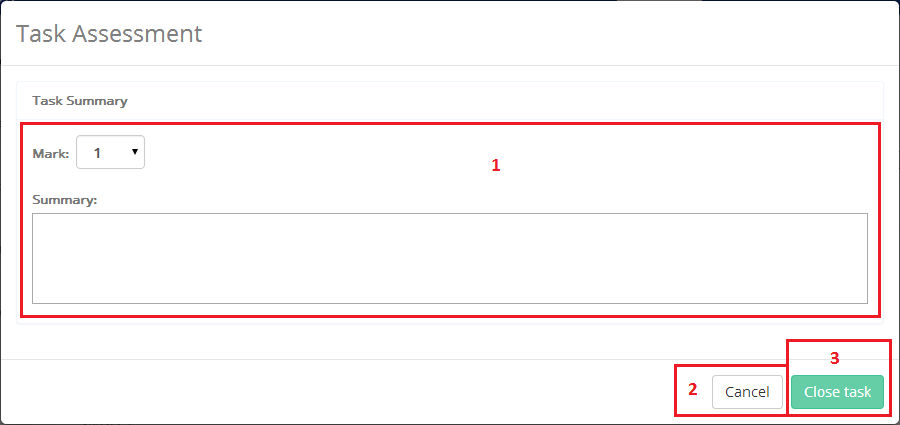 Task Assessment
Task Summary
Mark: 1
1
Summary:
2 Cancel
3
Close task